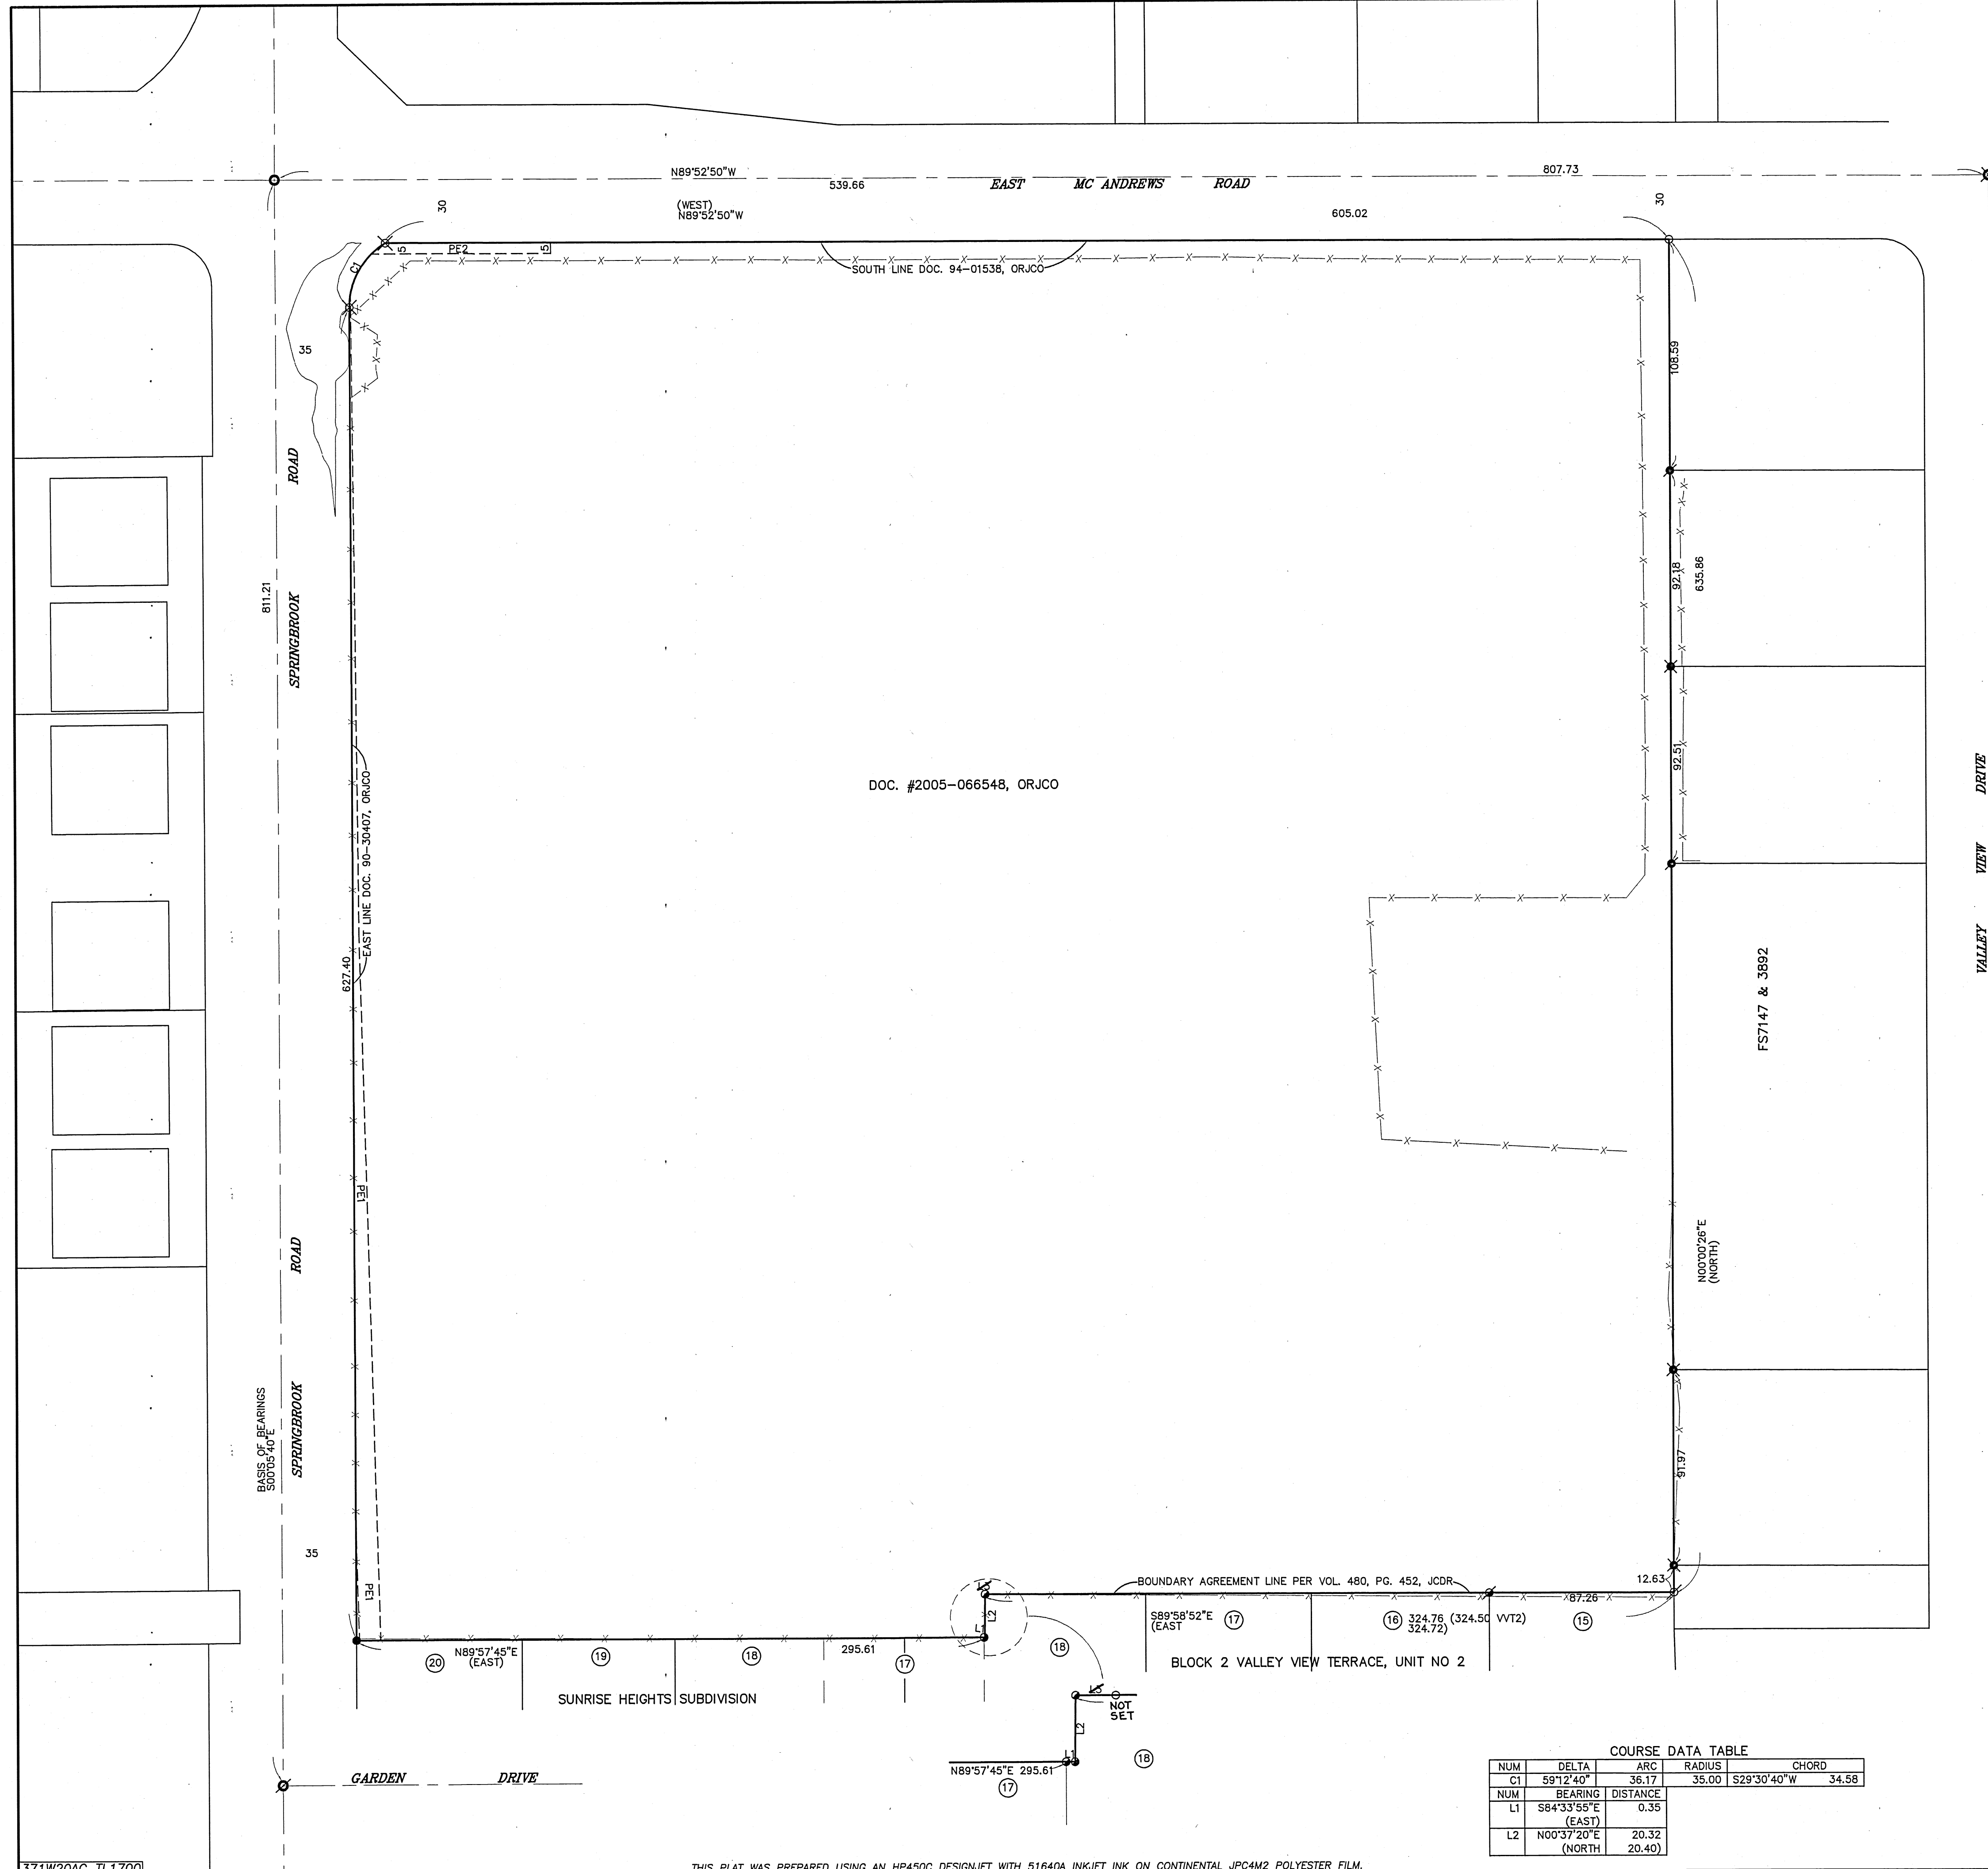 N89°52'50"W
539.66
EAST MC ANDREWS ROAD
807.73
30
(WEST)
N89°52'50"W
605.02
30
5
PE2
5
C1
SOUTH LINE DOC. 94-01538, ORJCO
35
108.59
SPRINGBROOK ROAD
811.21
92.18
635.86
92.51
VALLEY VIEW DRIVE
DOC. #2005-066548, ORJCO
EAST LINE DOC. 90-30407, ORJCO
627.40
FS7147 & 3892
PE1
N00°00'26"E
(NORTH)
SPRINGBROOK ROAD
BASIS OF BEARINGS
S00°05'40"E
91.97
35
PE1
L2
L1
BOUNDARY AGREEMENT LINE PER VOL. 480, PG. 452, JCDR
12.63
87.26
S89°58'52"E
(EAST
17
16
324.76 (324.50 VVT2)
324.72)
15
20
N89°57'45"E
(EAST)
19
18
295.61
17
18
BLOCK 2 VALLEY VIEW TERRACE, UNIT NO 2
SUNRISE HEIGHTS SUBDIVISION
NOT
SET
L2
L1
N89°57'45"E 295.61
17
18
GARDEN DRIVE
COURSE DATA TABLE
NUM DELTA ARC RADIUS CHORD
C1 59°12'40" 36.17 35.00 S29°30'40"W 34.58
NUM BEARING DISTANCE
L1 S84°33'55"E 0.35
(EAST)
L2 N00°37'20"E 20.32
(NORTH 20.40)
371W20AC TL1700
THIS PLAT WAS PREPARED USING AN HP450C DESIGNJET WITH 51640A INKJET INK ON CONTINENTAL JPC4M2 POLYESTER FILM.